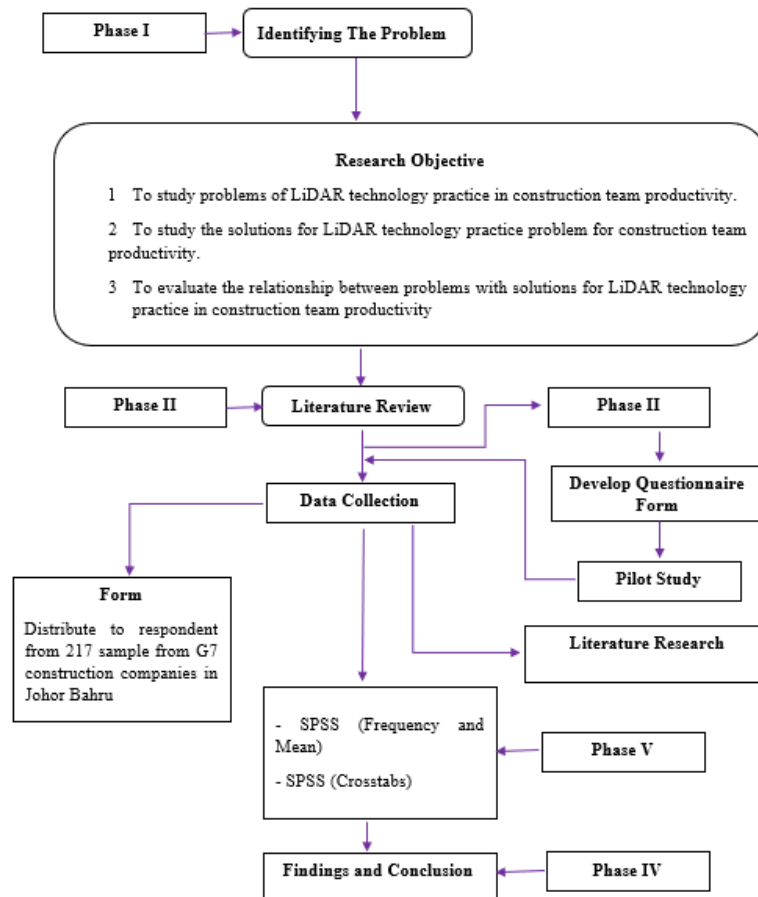 Phase I
Identifying The Problem
Research Objective
1 To study problems of LiDAR technology practice in construction team productivity.
2 To study the solutions for LiDAR technology practice problem for construction team
productivity.
3 To evaluate the relationship between problems with solutions for LiDAR technology
practice in construction team productivity
Phase II
Literature Review
Phase II
Develop Questionnaire
Form
Data Collection
Pilot Study
Form
Distribute to respondent
from 217 sample from G7
construction companies in
Johor Bahru
Literature Research
- SPSS (Frequency and
Mean)
- SPSS (Crosstabs)
Phase V
Findings and Conclusion
Phase IV